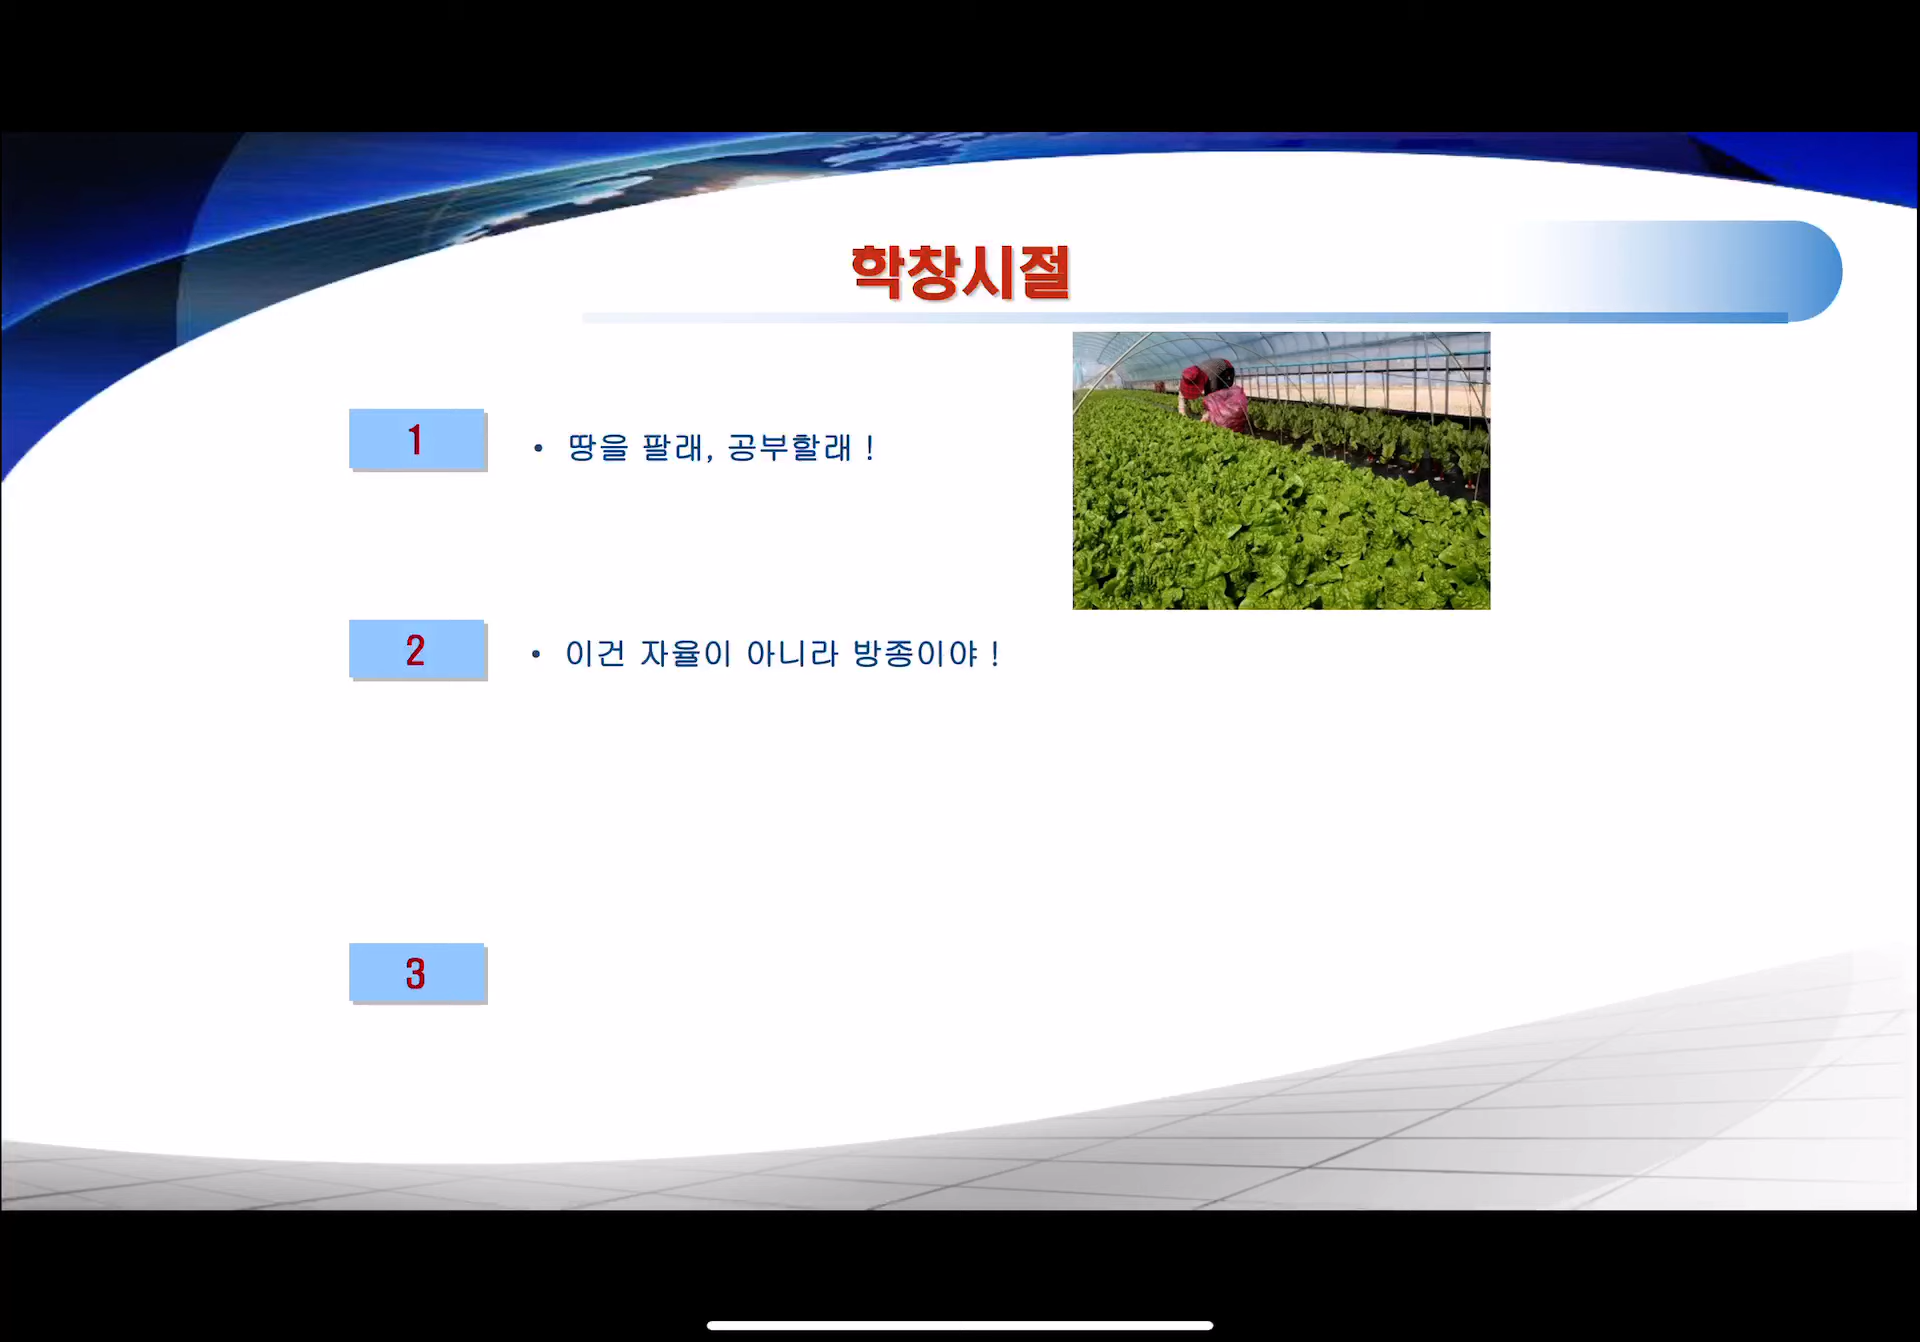 학창시절
1
• 땅을 팔래, 공부할래 !
2
• 이건 자율이 아니라 방종이야 !
3